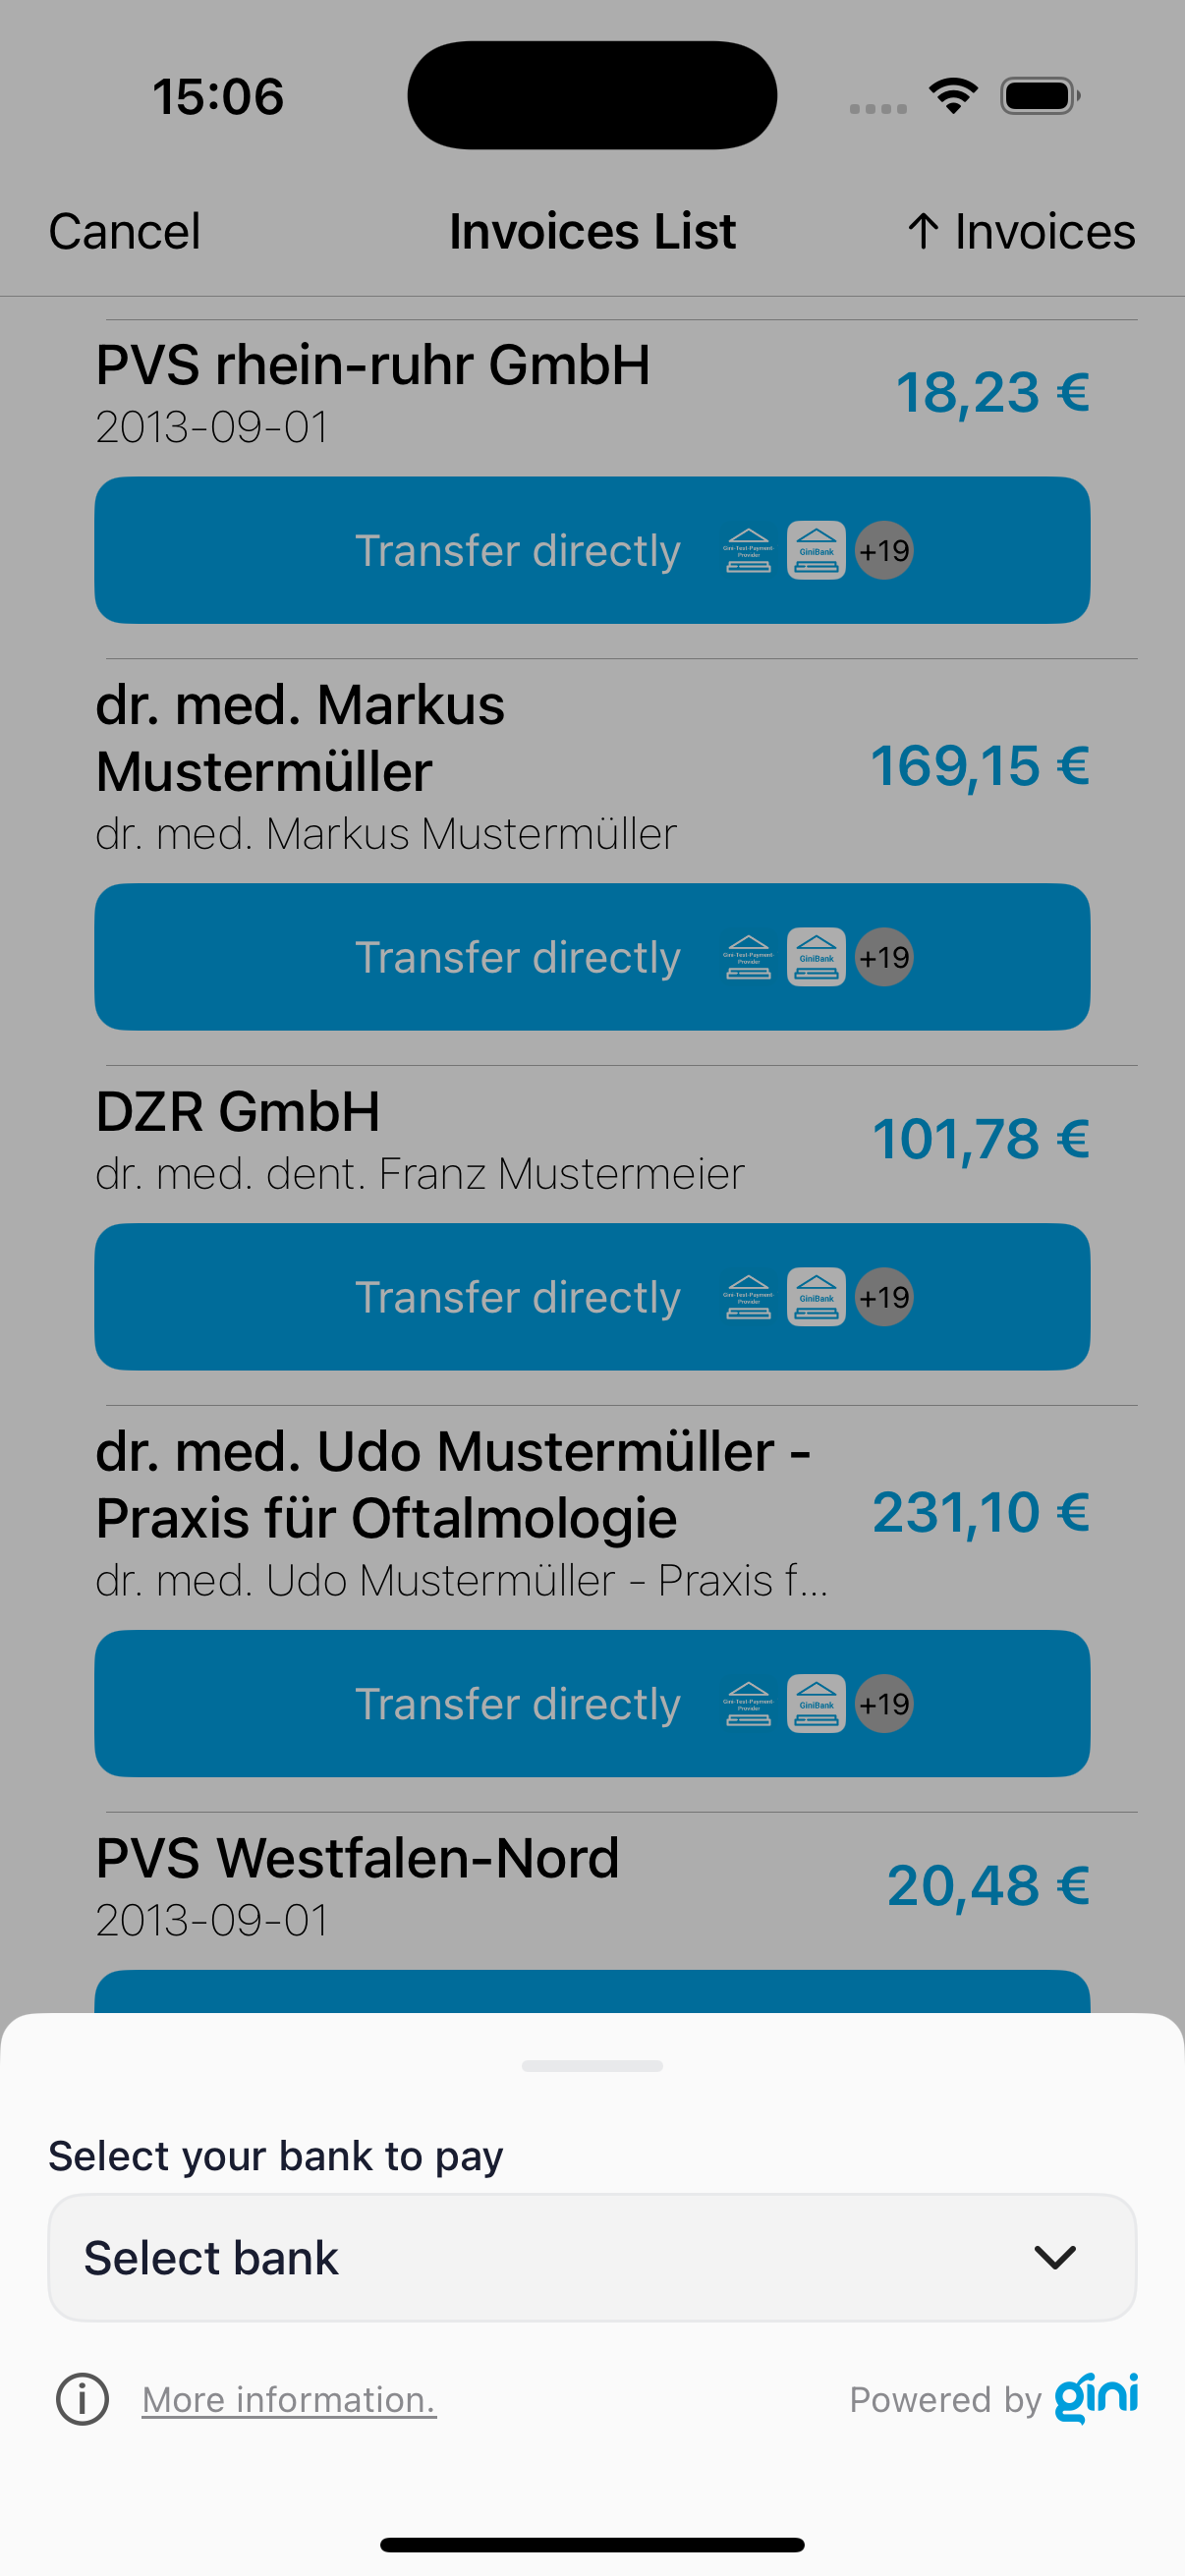 15:06
Cancel
Invoices List
↑ Invoices
PVS rhein-ruhr GmbH
18,23 €
2013-09-01
Transfer directly
Gini-Test-Payment-
Provider
GiniBank
+19
dr. med. Markus
Mustermüller
169,15 €
dr. med. Markus Mustermüller
Transfer directly
Gini-Test-Payment-
Provider
GiniBank
+19
DZR GmbH
101,78 €
dr. med. dent. Franz Mustermeier
Transfer directly
Gini-Test-Payment-
Provider
GiniBank
+19
dr. med. Udo Mustermüller -
Praxis für Oftalmologie
231,10 €
dr. med. Udo Mustermüller - Praxis f...
Transfer directly
Gini-Test-Payment-
Provider
GiniBank
+19
PVS Westfalen-Nord
20,48 €
2013-09-01
Select your bank to pay
Select bank
More information.
Powered by gini